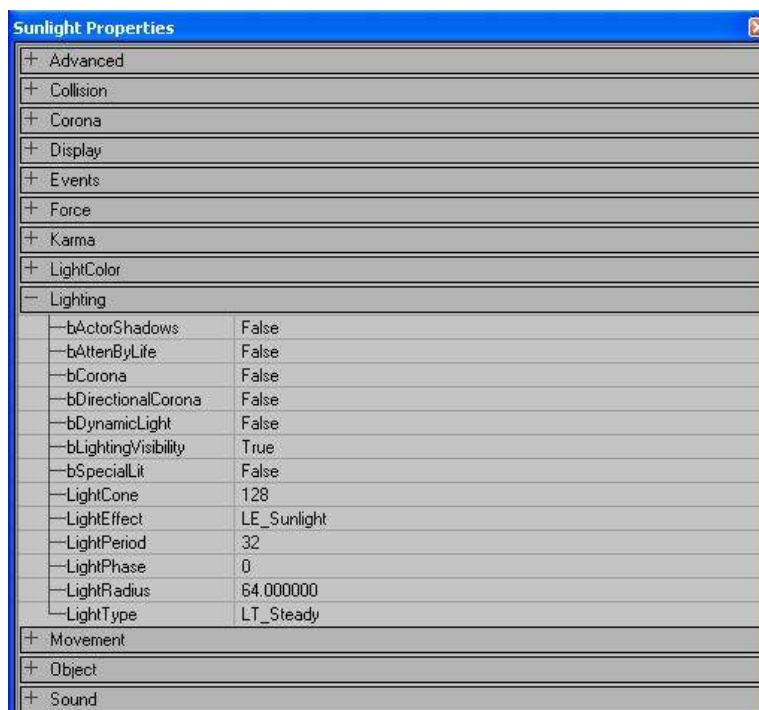 Sunlight Properties
+ Advanced
+ Collision
+ Corona
+ Display
+ Events
+ Force
+ Karma
+ LightColor
- Lighting
bActorShadows False
bAttenByLife False
bCorona False
bDirectionalCorona False
bDynamicLight False
bLightingVisibility True
bSpecialLit False
LightCone 128
LightEffect LE_Sunlight
LightPeriod 32
LightPhase 0
LightRadius 64.000000
LightType LT_Steady
+ Movement
+ Object
+ Sound